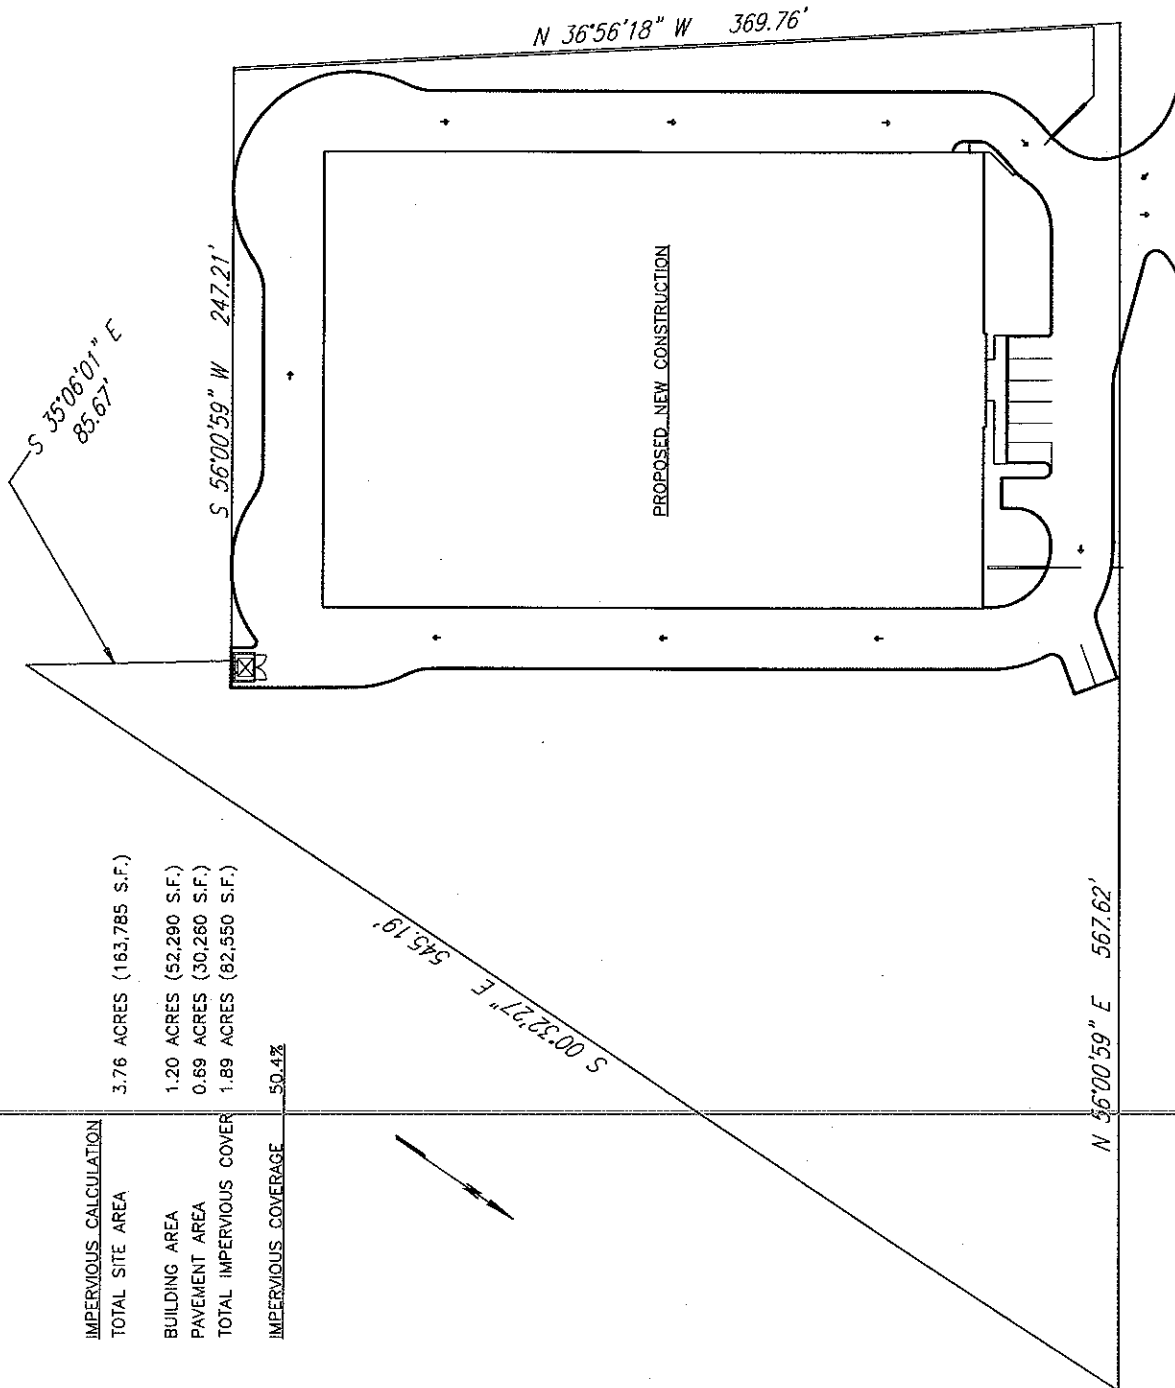 N 36°56'18" W 369.76'
S 56°00'59" W 247.21'
S 35°06'01" E
85.67'
PROPOSED NEW CONSTRUCTION
S 00°32'27" E 545.19'
N 56°00'59" E 567.62'
IMPERVIOUS CALCULATION
TOTAL SITE AREA 3.76 ACRES (163,785 S.F.)
BUILDING AREA 1.20 ACRES (52,290 S.F.)
PAVEMENT AREA 0.69 ACRES (30,260 S.F.)
TOTAL IMPERVIOUS COVER 1.89 ACRES (82,550 S.F.)
IMPERVIOUS COVERAGE 50.4%
N